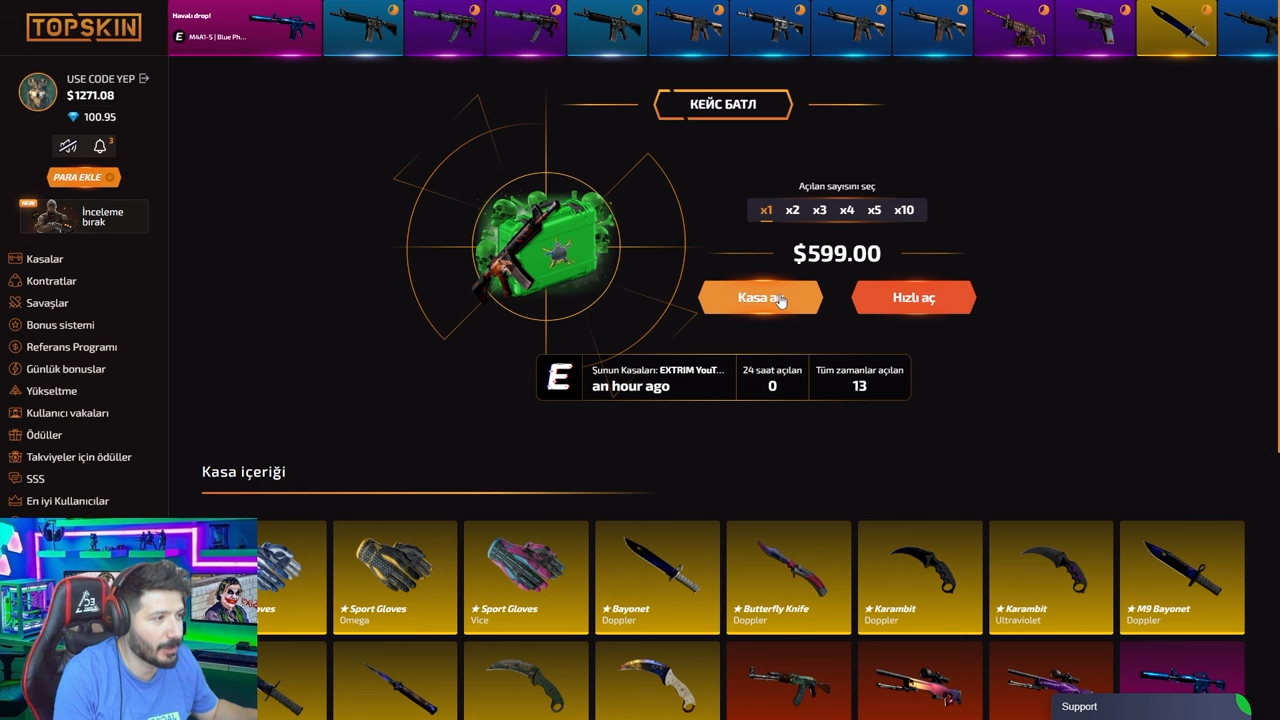 TOPSKIN
Havalı drop!
E M4A1-S | Blue Ph...
USE CODE YEP
$1271.08
100.95
3
PARA EKLE
NEW
İnceleme
bırak
Kasalar
Kontratlar
Savaşlar
Bonus sistemi
Referans Programı
Günlük bonuslar
Yükseltme
Kullanıcı vakaları
Ödüller
Takviyeler için ödüller
SSS
En iyi Kullanıcılar
КЕЙС БАТЛ
Açılan sayısını seç
x1 x2 x3 x4 x5 x10
$599.00
Kasa a
Hızlı aç
E
Şunun Kasaları: EXTRIM YouT...
an hour ago
24 saat açılan
0
Tüm zamanlar açılan
13
Kasa içeriği
oves
★ Sport Gloves
Omega
★ Sport Gloves
Vice
★ Bayonet
Doppler
★ Butterfly Knife
Doppler
★ Karambit
Doppler
★ Karambit
Ultraviolet
★ M9 Bayonet
Doppler
Support